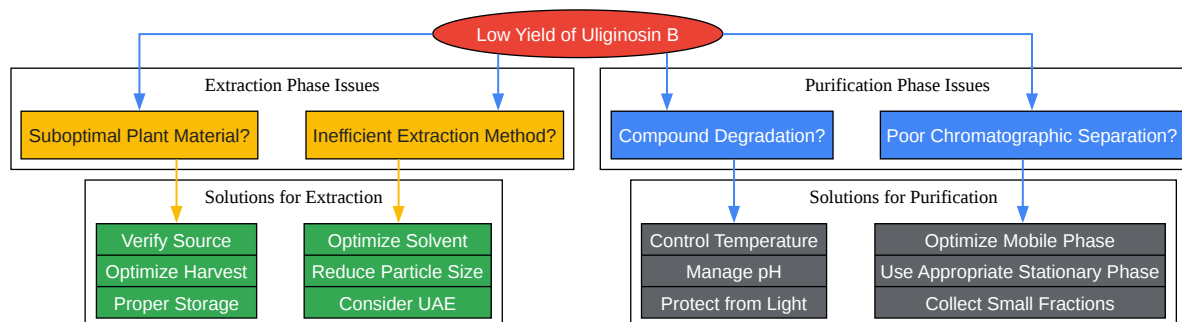 Low Yield of Uliginosin B
Extraction Phase Issues
Purification Phase Issues
Suboptimal Plant Material?
Inefficient Extraction Method?
Compound Degradation?
Poor Chromatographic Separation?
Solutions for Extraction
Solutions for Purification
Verify Source
Optimize Harvest
Proper Storage
Optimize Solvent
Reduce Particle Size
Consider UAE
Control Temperature
Manage pH
Protect from Light
Optimize Mobile Phase
Use Appropriate Stationary Phase
Collect Small Fractions